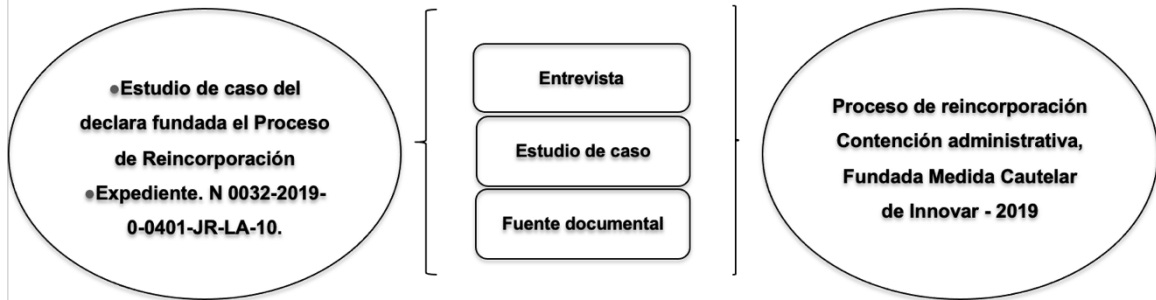 ●Estudio de caso del
declara fundada el Proceso
de Reincorporación
●Expediente. N 0032-2019-
0-0401-JR-LA-10.
Entrevista
Estudio de caso
Fuente documental
Proceso de reincorporación
Contención administrativa,
Fundada Medida Cautelar
de Innovar - 2019